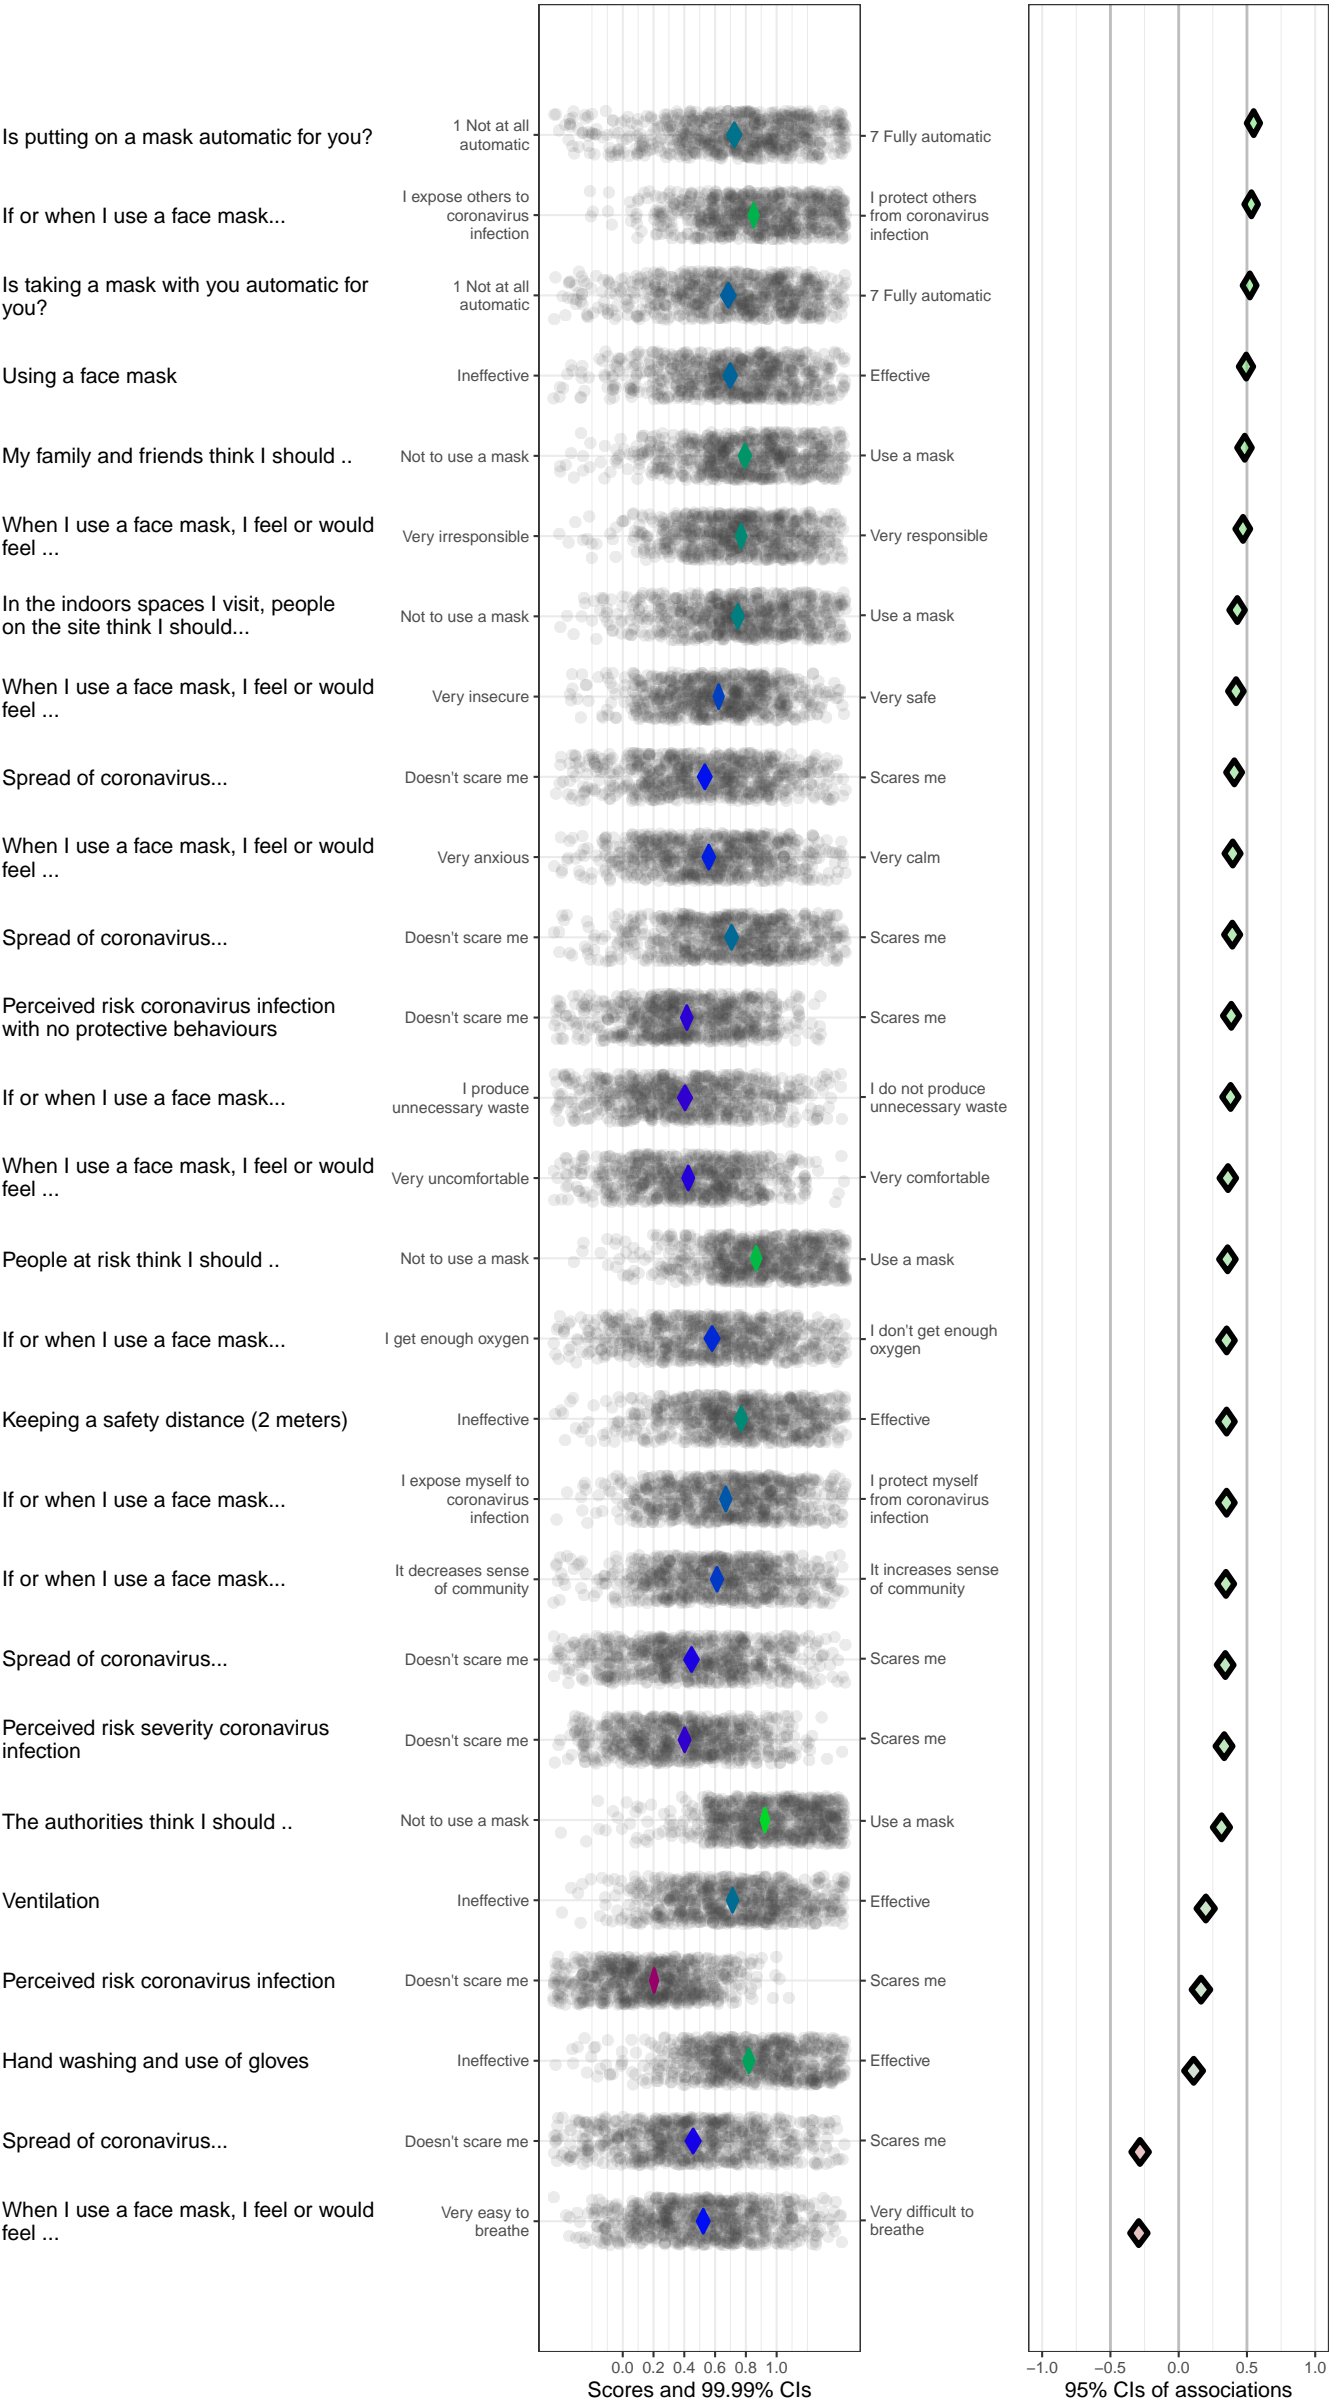 Is putting on a mask automatic for you?
1 Not at all
automatic
7 Fully automatic
If or when I use a face mask...
I expose others to
coronavirus
infection
I protect others
from coronavirus
infection
Is taking a mask with you automatic for
you?
1 Not at all
automatic
7 Fully automatic
Using a face mask
Ineffective
Effective
My family and friends think I should ..
Not to use a mask
Use a mask
When I use a face mask, I feel or would
feel ...
Very irresponsible
Very responsible
In the indoors spaces I visit, people
on the site think I should...
Not to use a mask
Use a mask
When I use a face mask, I feel or would
feel ...
Very insecure
Very safe
Spread of coronavirus...
Doesn't scare me
Scares me
When I use a face mask, I feel or would
feel ...
Very anxious
Very calm
Spread of coronavirus...
Doesn't scare me
Scares me
Perceived risk coronavirus infection
with no protective behaviours
Doesn't scare me
Scares me
If or when I use a face mask...
I produce
unnecessary waste
I do not produce
unnecessary waste
When I use a face mask, I feel or would
feel ...
Very uncomfortable
Very comfortable
People at risk think I should ..
Not to use a mask
Use a mask
If or when I use a face mask...
I get enough oxygen
I don't get enough
oxygen
Keeping a safety distance (2 meters)
Ineffective
Effective
If or when I use a face mask...
I expose myself to
coronavirus
infection
I protect myself
from coronavirus
infection
If or when I use a face mask...
It decreases sense
of community
It increases sense
of community
Spread of coronavirus...
Doesn't scare me
Scares me
Perceived risk severity coronavirus
infection
Doesn't scare me
Scares me
The authorities think I should ..
Not to use a mask
Use a mask
Ventilation
Ineffective
Effective
Perceived risk coronavirus infection
Doesn't scare me
Scares me
Hand washing and use of gloves
Ineffective
Effective
Spread of coronavirus...
Doesn't scare me
Scares me
When I use a face mask, I feel or would
feel ...
Very easy to
breathe
Very difficult to
breathe
0.0 0.2 0.4 0.6 0.8 1.0
Scores and 99.99% CIs
−1.0 −0.5 0.0 0.5 1.0
95% CIs of associations